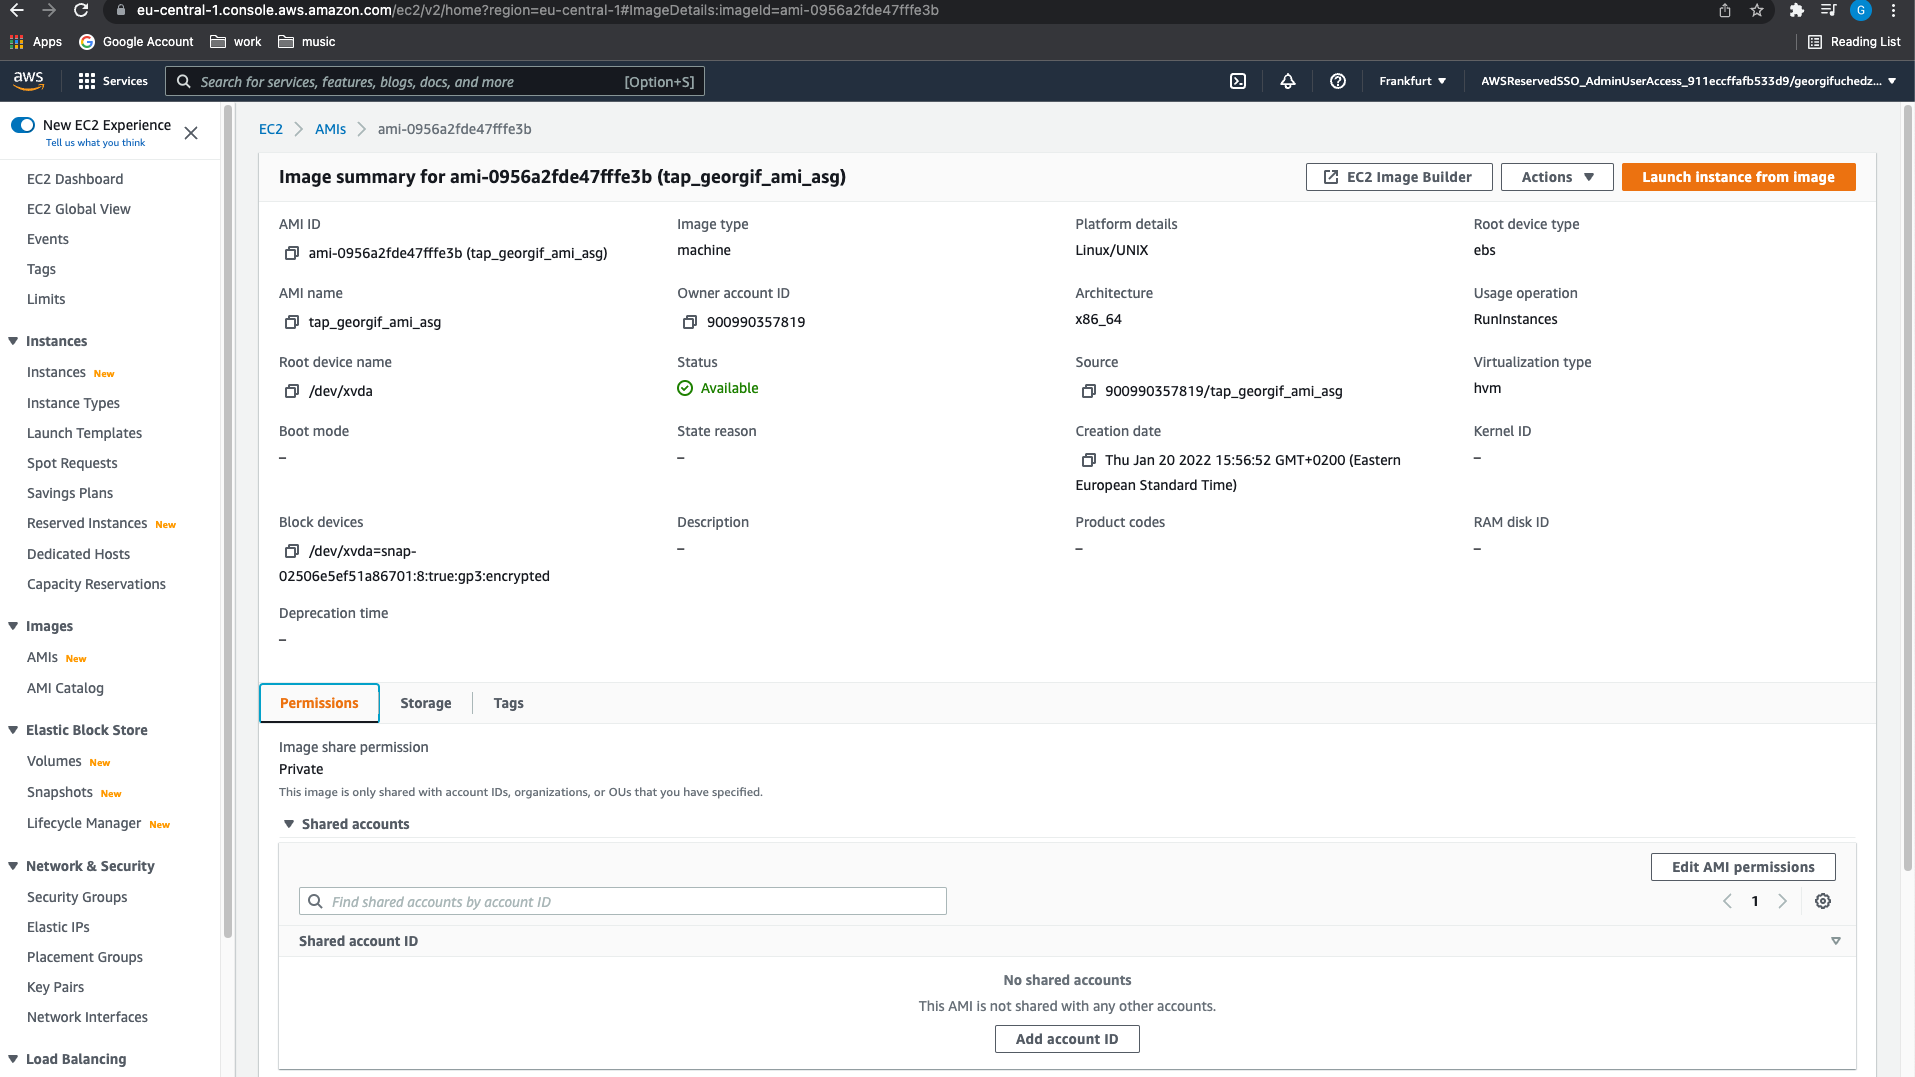 eu-central-1.console.aws.amazon.com/ec2/v2/home?region=eu-central-1#ImageDetails:imageId=ami-0956a2fde47fffe3b
G
Apps Google Account work music Reading List
aws Services Search for services, features, blogs, docs, and more [Option+S] Frankfurt AWSReservedSSO_AdminUserAccess_911eccffafb533d9/georgifuchedz...
New EC2 Experience
Tell us what you think
EC2 Dashboard
EC2 Global View
Events
Tags
Limits
Instances
Instances New
Instance Types
Launch Templates
Spot Requests
Savings Plans
Reserved Instances New
Dedicated Hosts
Capacity Reservations
Images
AMIs New
AMI Catalog
Elastic Block Store
Volumes New
Snapshots New
Lifecycle Manager New
Network & Security
Security Groups
Elastic IPs
Placement Groups
Key Pairs
Network Interfaces
Load Balancing
EC2 AMIs ami-0956a2fde47fffe3b
Image summary for ami-0956a2fde47fffe3b (tap_georgif_ami_asg) EC2 Image Builder Actions Launch instance from image
AMI ID
ami-0956a2fde47fffe3b (tap_georgif_ami_asg)
Image type
machine
Platform details
Linux/UNIX
Root device type
ebs
AMI name
tap_georgif_ami_asg
Owner account ID
900990357819
Architecture
x86_64
Usage operation
RunInstances
Root device name
/dev/xvda
Status
Available
Source
900990357819/tap_georgif_ami_asg
Virtualization type
hvm
Boot mode
–
State reason
–
Creation date
Thu Jan 20 2022 15:56:52 GMT+0200 (Eastern
European Standard Time)
Kernel ID
–
Block devices
/dev/xvda=snap-
02506e5ef51a86701:8:true:gp3:encrypted
Description
–
Product codes
–
RAM disk ID
–
Deprecation time
–
Permissions Storage Tags
Image share permission
Private
This image is only shared with account IDs, organizations, or OUs that you have specified.
Shared accounts
Edit AMI permissions
Find shared accounts by account ID 1
Shared account ID
No shared accounts
This AMI is not shared with any other accounts.
Add account ID